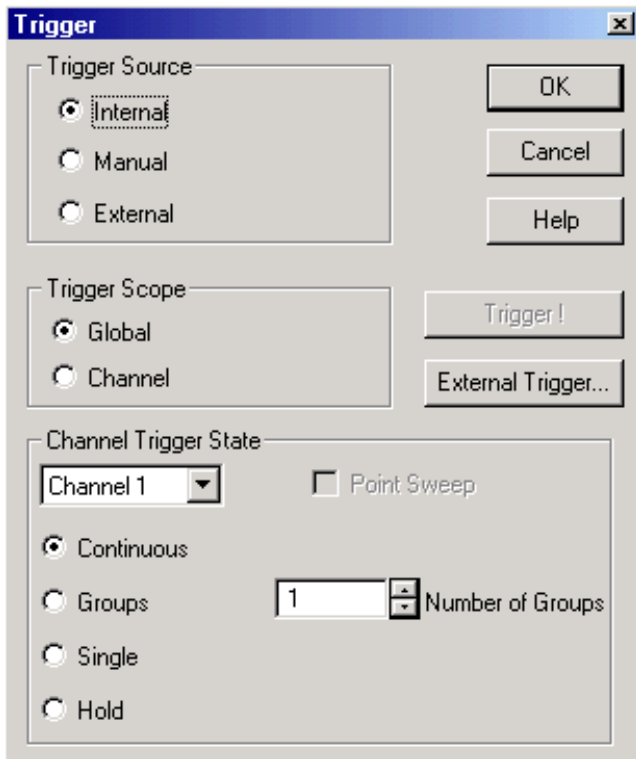 Trigger
Trigger Source
Internal
Manual
External
OK
Cancel
Help
Trigger Scope
Global
Channel
Trigger !
External Trigger...
Channel Trigger State
Channel 1
Point Sweep
Continuous
Groups
1
Number of Groups
Single
Hold